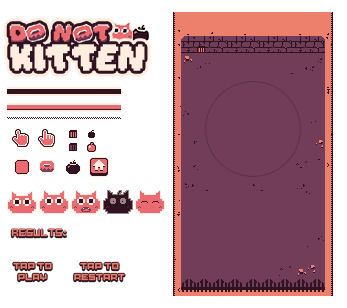 DO NOT
KITTEN
RESULTS:
TAP TO
PLAY
TAP TO
RESTART